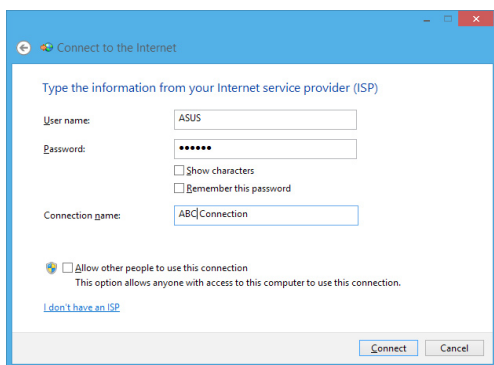 Connect to the Internet
Type the information from your Internet service provider (ISP)
User name: ASUS
Password: ••••••
Show characters
Remember this password
Connection name: ABC Connection
Allow other people to use this connection
This option allows anyone with access to this computer to use this connection.
I don't have an ISP
Connect Cancel